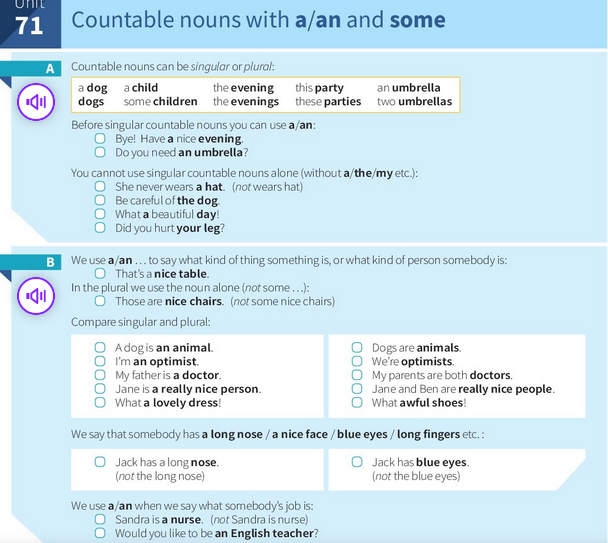 Unit
71
Countable nouns with a/an and some
A
Countable nouns can be singular or plural:
a dog a child the evening this party an umbrella
dogs some children the evenings these parties two umbrellas
Before singular countable nouns you can use a/an:
Bye! Have a nice evening.
Do you need an umbrella?
You cannot use singular countable nouns alone (without a/the/my etc.):
She never wears a hat. (not wears hat)
Be careful of the dog.
What a beautiful day!
Did you hurt your leg?
B
We use a/an ... to say what kind of thing something is, or what kind of person somebody is:
That's a nice table.
In the plural we use the noun alone (not some ...):
Those are nice chairs. (not some nice chairs)
Compare singular and plural:
A dog is an animal.
I'm an optimist.
My father is a doctor.
Jane is a really nice person.
What a lovely dress!
Dogs are animals.
We're optimists.
My parents are both doctors.
Jane and Ben are really nice people.
What awful shoes!
We say that somebody has a long nose / a nice face / blue eyes / long fingers etc. :
Jack has a long nose.
(not the long nose)
Jack has blue eyes.
(not the blue eyes)
We use a/an when we say what somebody's job is:
Sandra is a nurse. (not Sandra is nurse)
Would you like to be an English teacher?